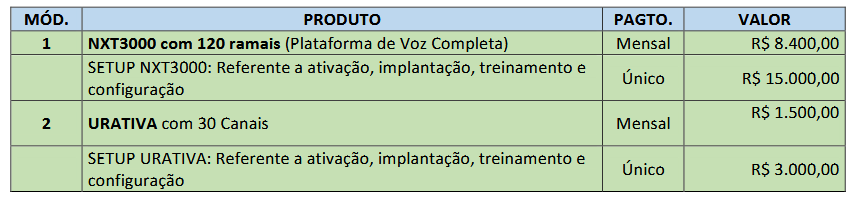 MÓD. PRODUTO PAGTO. VALOR
1 NXT3000 com 120 ramais (Plataforma de Voz Completa) Mensal R$ 8.400,00
SETUP NXT3000: Referente a ativação, implantação, treinamento e
configuração Único R$ 15.000,00
2 URATIVA com 30 Canais Mensal R$ 1.500,00
SETUP URATIVA: Referente a ativação, implantação, treinamento e
configuração Único R$ 3.000,00